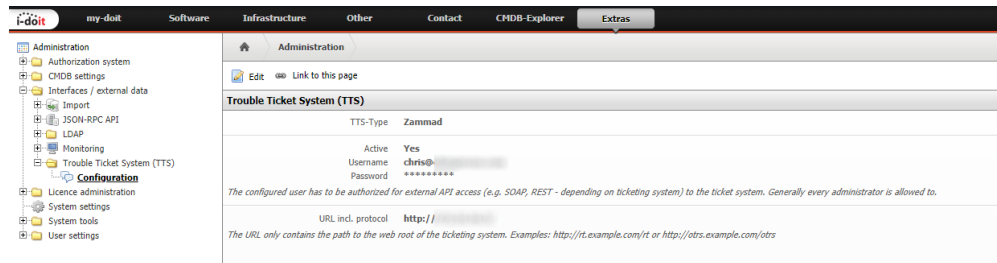 i-doit my-doit Software Infrastructure Other Contact CMDB-Explorer Extras
Administration
Authorization system
CMDB settings
Interfaces / external data
Import
JSON-RPC API
LDAP
Monitoring
Trouble Ticket System (TTS)
Configuration
Licence administration
System settings
System tools
User settings
Administration
Edit Link to this page
Trouble Ticket System (TTS)
TTS-Type Zammad
Active Yes
Username chris@
Password *********
The configured user has to be authorized for external API access (e.g. SOAP, REST - depending on ticketing system) to the ticket system. Generally every administrator is allowed to.
URL incl. protocol http://
The URL only contains the path to the web root of the ticketing system. Examples: http://rt.example.com/rt or http://otrs.example.com/otrs